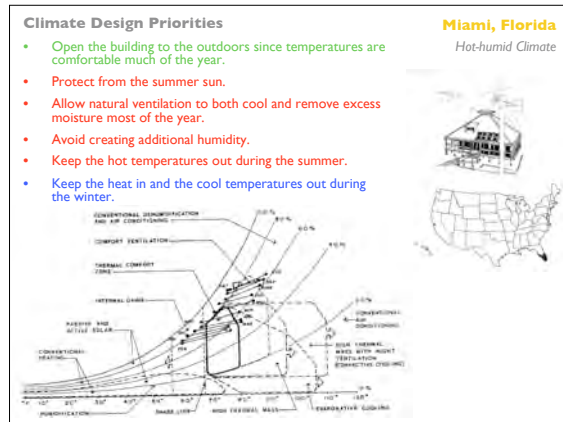 Climate Design Priorities
Miami, Florida
Hot-humid Climate
• Open the building to the outdoors since temperatures are
comfortable much of the year.
• Protect from the summer sun.
• Allow natural ventilation to both cool and remove excess
moisture most of the year.
• Avoid creating additional humidity.
• Keep the hot temperatures out during the summer.
• Keep the heat in and the cool temperatures out during
the winter.
CONVENTIONAL DEHUMIDIFICATION
AND AIR CONDITIONING
COMFORT VENTILATION
THERMAL COMFORT
ZONE
INTERNAL GAINS
PASSIVE AND
ACTIVE SOLAR
CONVENTIONAL
HEATING
HUMIDIFICATION
HIGH THERMAL MASS
EVAPORATIVE COOLING
CONVENTIONAL
AIR
CONDITIONING
HIGH THERMAL
MASS WITH NIGHT
VENTILATION